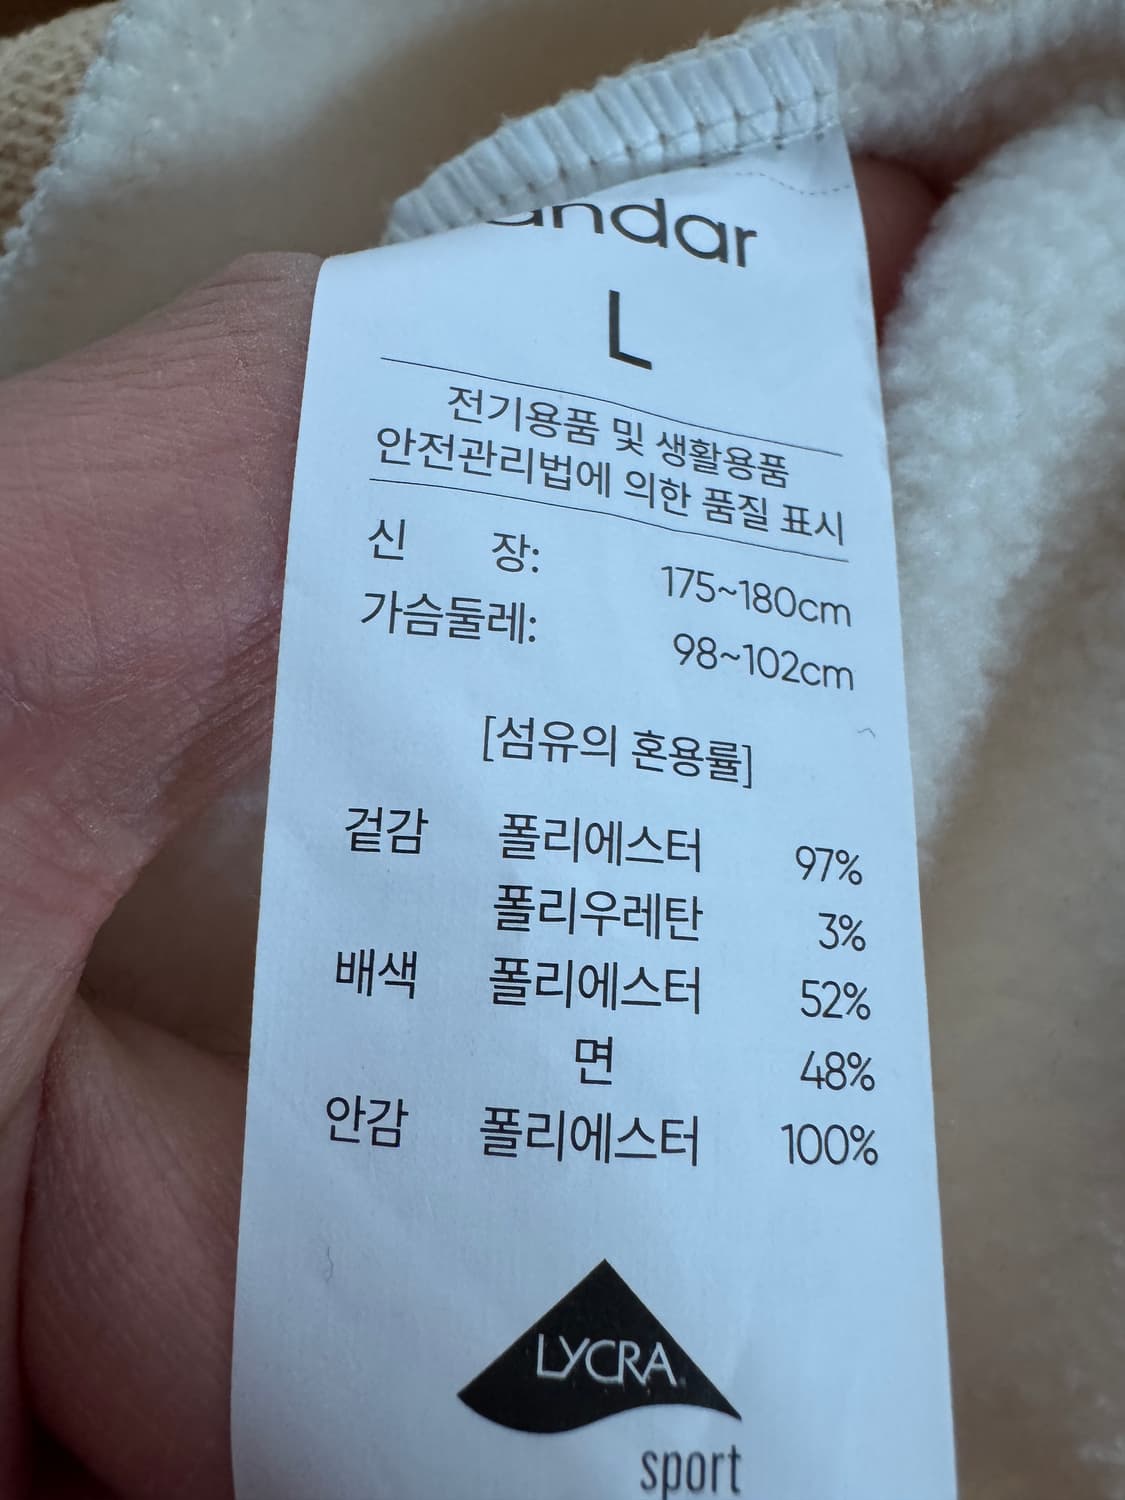 andar
L
전기용품 및 생활용품
안전관리법에 의한 품질 표시
신 장: 175~180cm
가슴둘레: 98~102cm
[섬유의 혼용률]
겉감 폴리에스터 97%
폴리우레탄 3%
배색 폴리에스터 52%
면 48%
안감 폴리에스터 100%
LYCRA
sport